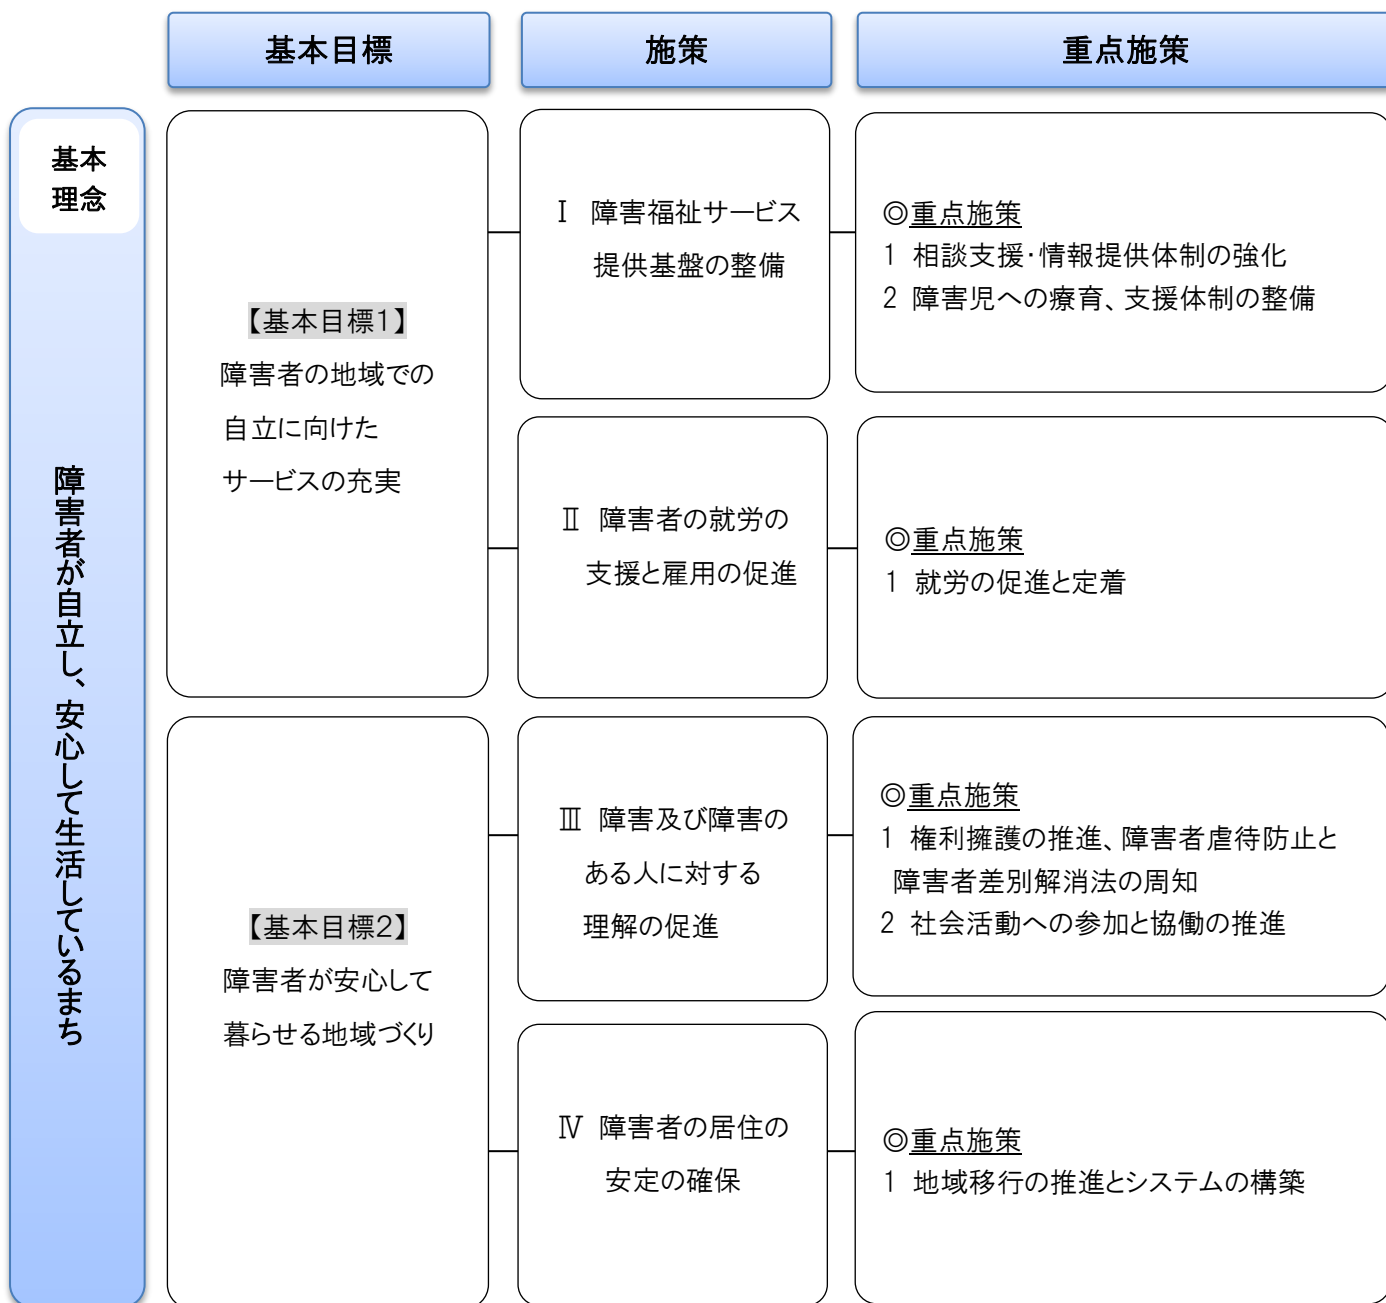 基本目標
施策
重点施策
基本
理念
障害者が自立し、安心して生活しているまち
【基本目標1】
障害者の地域での
自立に向けた
サービスの充実
Ⅰ 障害福祉サービス
提供基盤の整備
◎重点施策
1 相談支援・情報提供体制の強化
2 障害児への療育、支援体制の整備
Ⅱ 障害者の就労の
支援と雇用の促進
◎重点施策
1 就労の促進と定着
【基本目標2】
障害者が安心して
暮らせる地域づくり
Ⅲ 障害及び障害の
ある人に対する
理解の促進
◎重点施策
1 権利擁護の推進、障害者虐待防止と
障害者差別解消法の周知
2 社会活動への参加と協働の推進
Ⅳ 障害者の居住の
安定の確保
◎重点施策
1 地域移行の推進とシステムの構築